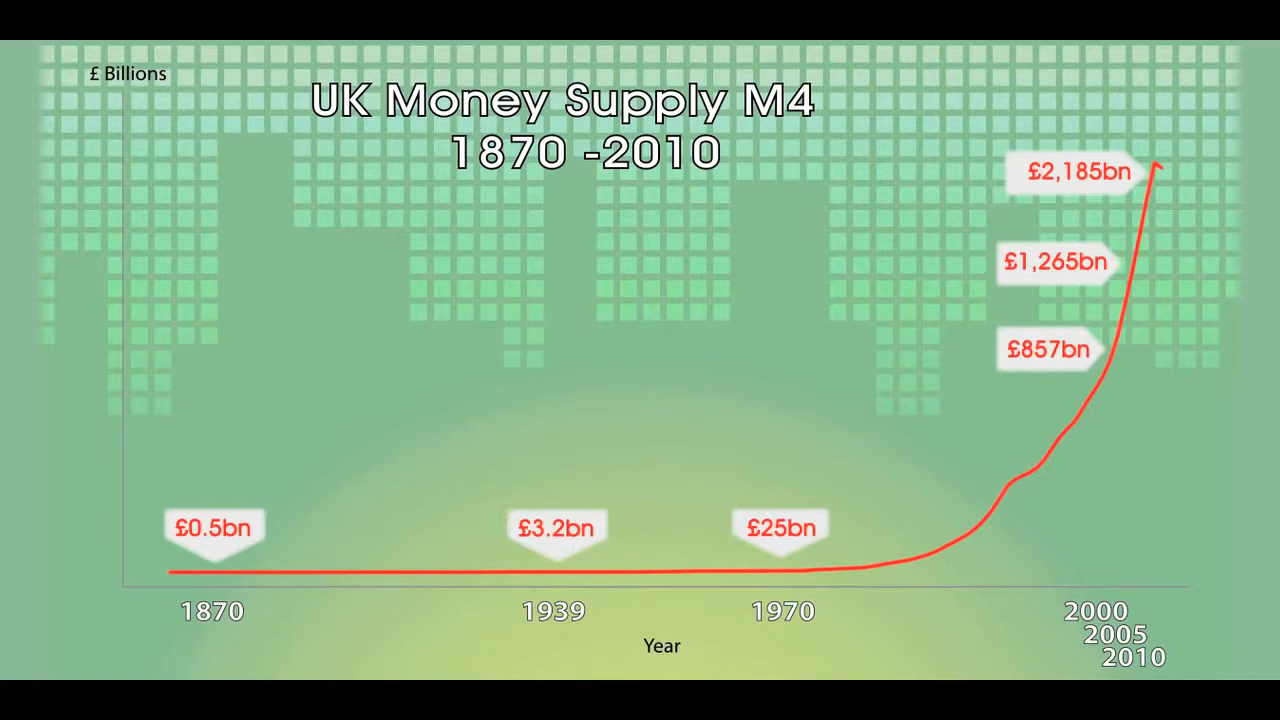 £ Billions
UK Money Supply M4
1870 -2010
£2,185bn
£1,265bn
£857bn
£0.5bn
£3.2bn
£25bn
1870
1939
1970
2000
2005
2010
Year